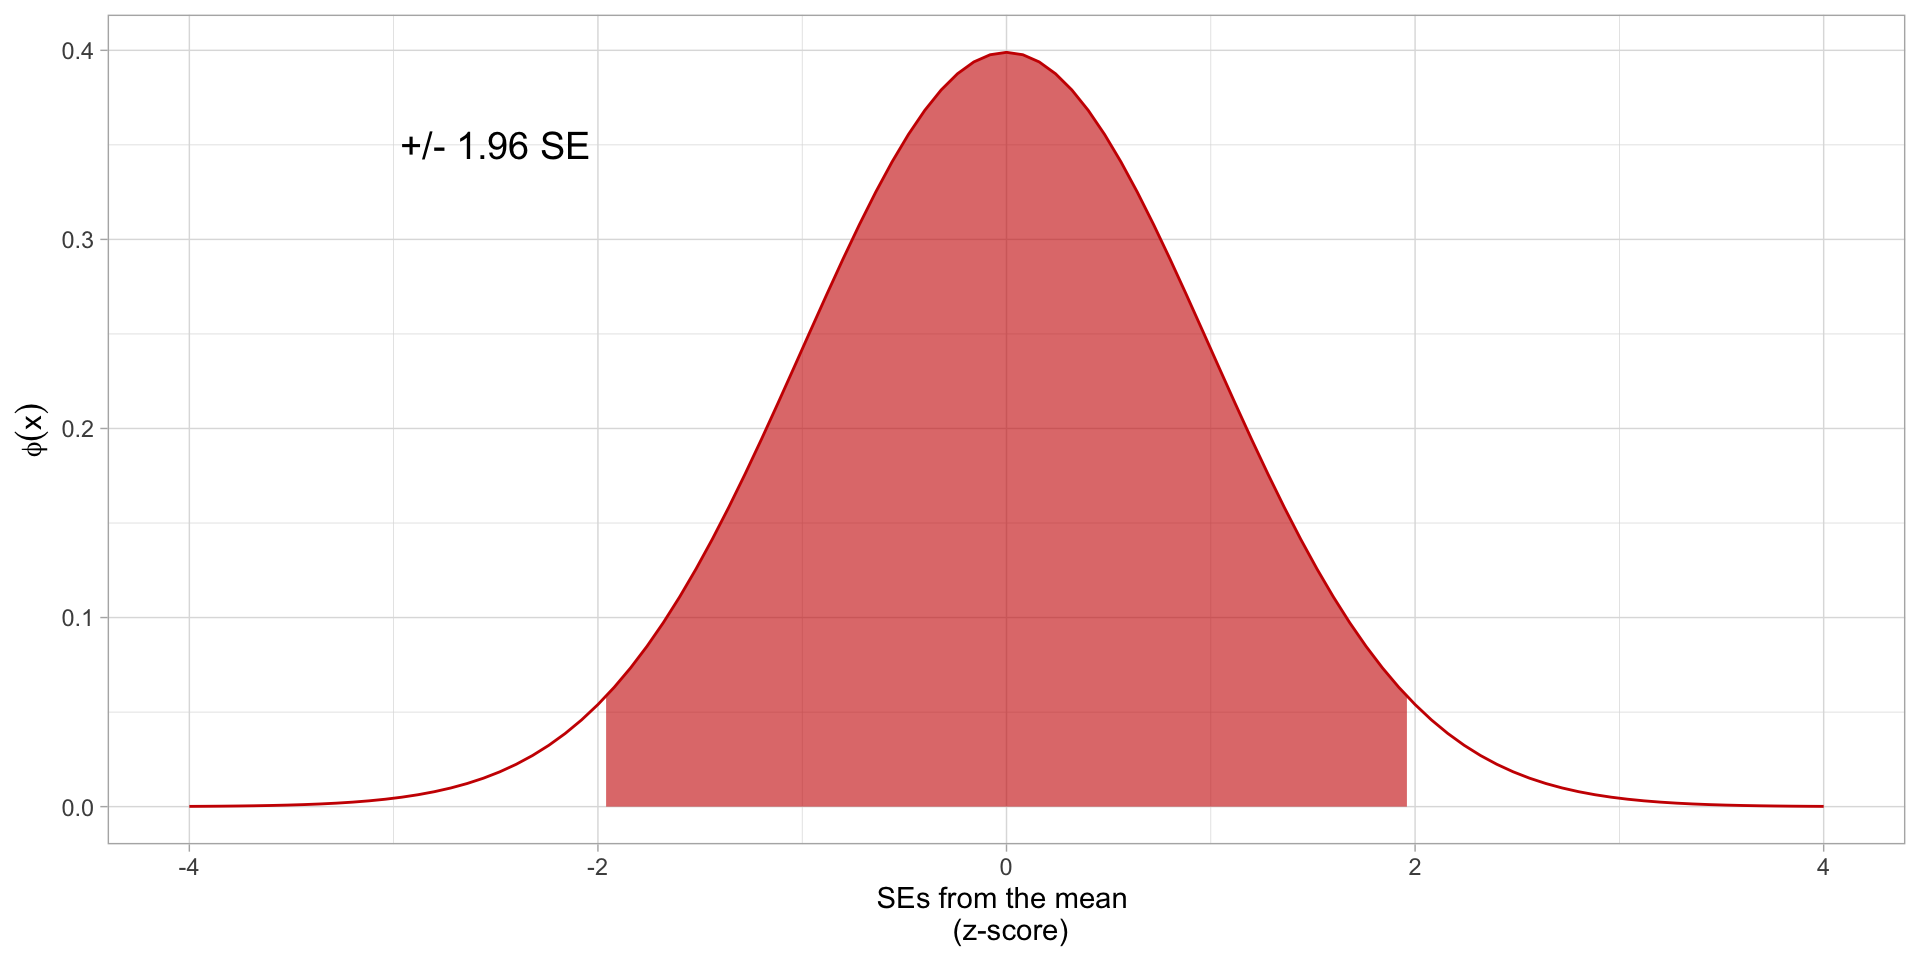 +/- 1.96 SE
ϕ(x)
0.4
0.3
0.2
0.1
0.0
-4 -2 0 2 4
SEs from the mean
(z-score)